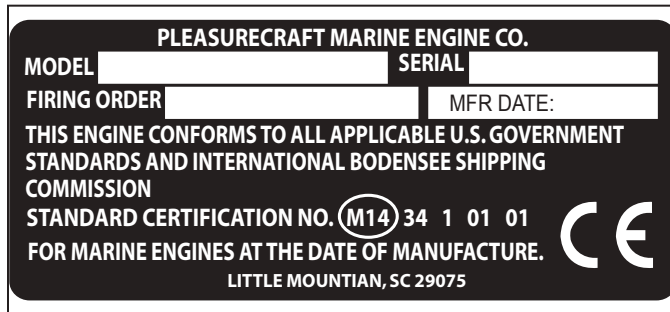 PLEASURECRAFT MARINE ENGINE CO.
MODEL SERIAL
FIRING ORDER MFR DATE:
THIS ENGINE CONFORMS TO ALL APPLICABLE U.S. GOVERNMENT
STANDARDS AND INTERNATIONAL BODENSEE SHIPPING
COMMISSION
STANDARD CERTIFICATION NO. M14 34 1 01 01
FOR MARINE ENGINES AT THE DATE OF MANUFACTURE.
CE
LITTLE MOUNTIAN, SC 29075